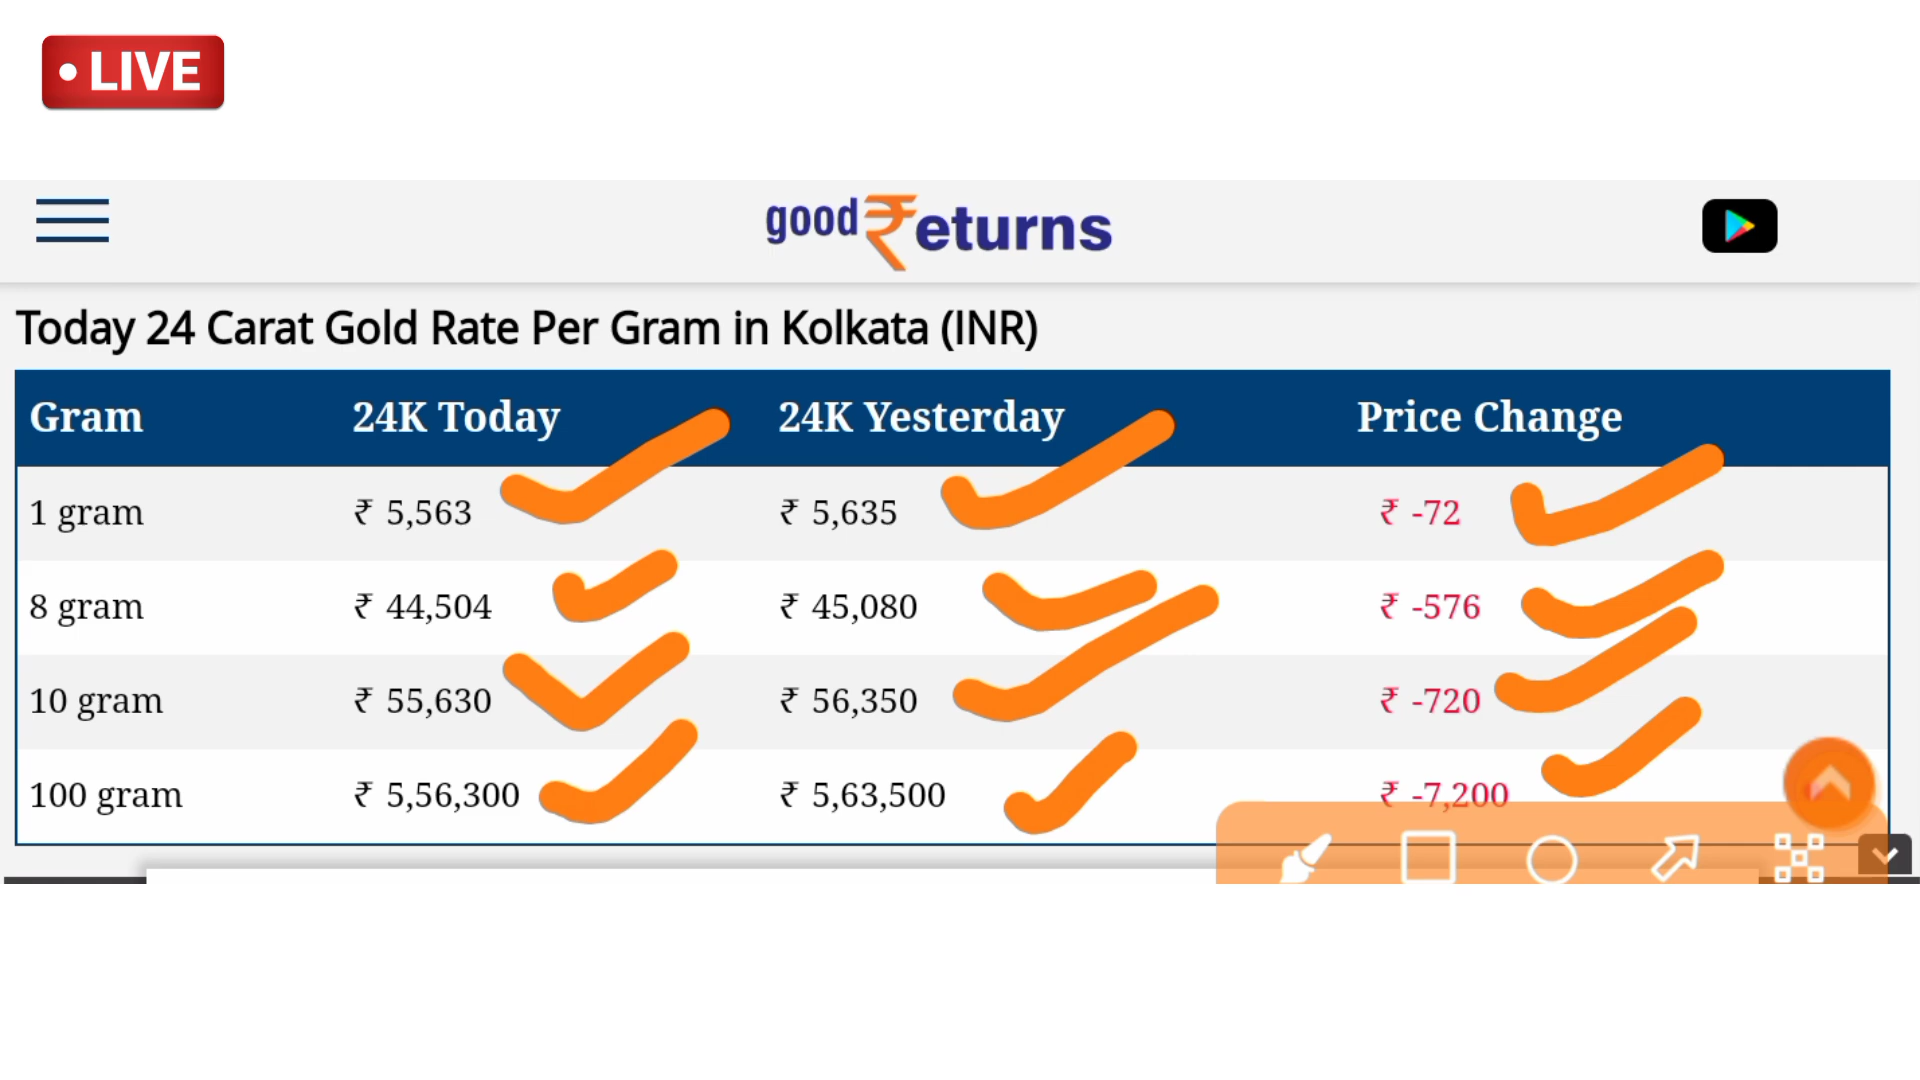 • LIVE
good₹eturns
Today 24 Carat Gold Rate Per Gram in Kolkata (INR)
Gram 24K Today 24K Yesterday Price Change
1 gram ₹ 5,563 ₹ 5,635 ₹ -72
8 gram ₹ 44,504 ₹ 45,080 ₹ -576
10 gram ₹ 55,630 ₹ 56,350 ₹ -720
100 gram ₹ 5,56,300 ₹ 5,63,500 ₹ -7,200